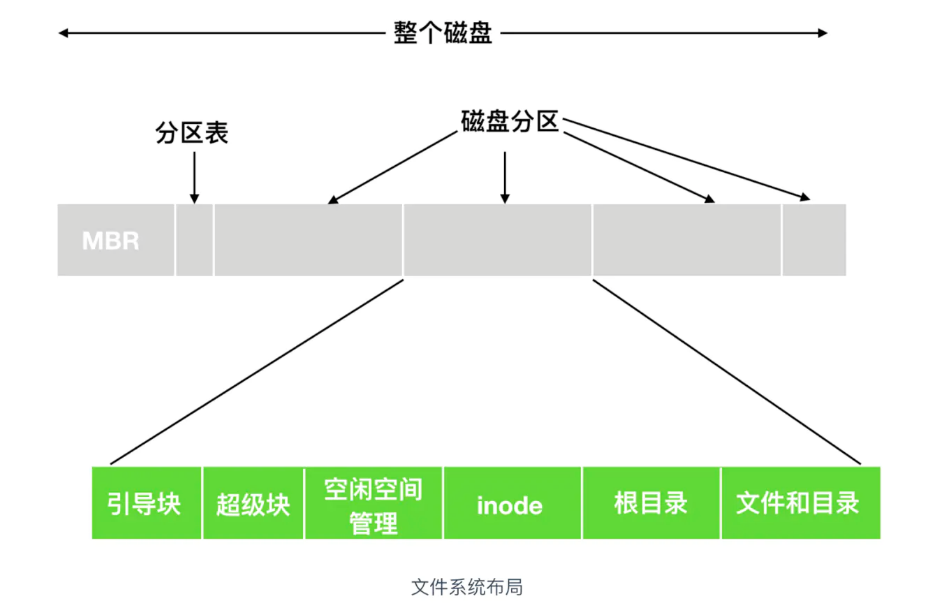 整个磁盘
分区表
磁盘分区
MBR
引导块
超级块
空闲空间
管理
inode
根目录
文件和目录
文件系统布局